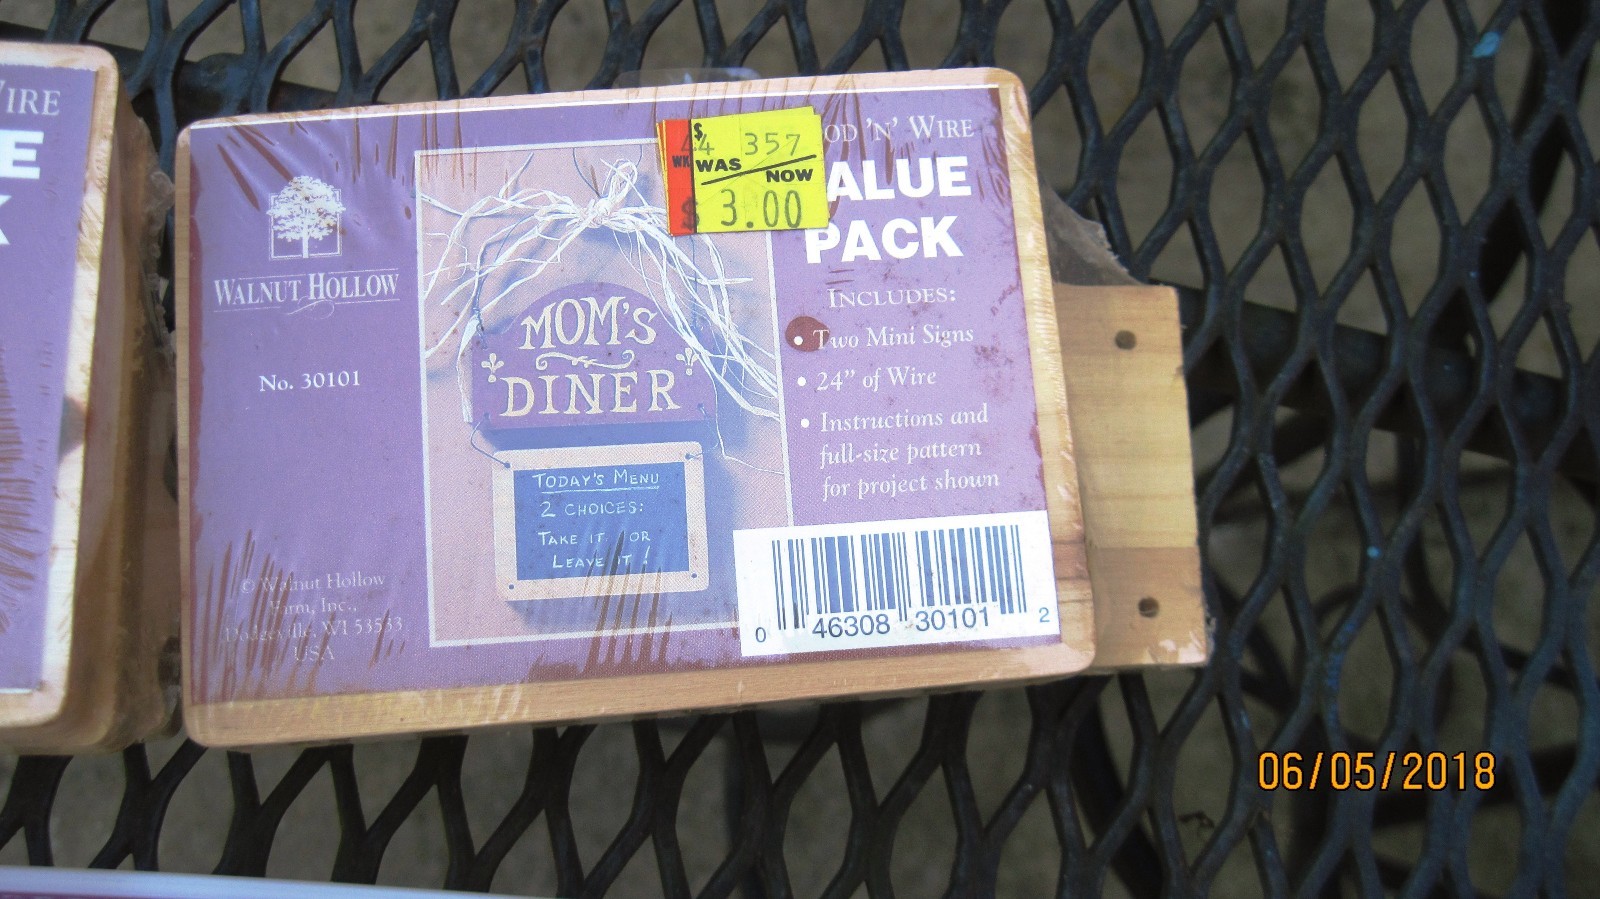 WIRE
E
WALNUT HOLLOW
No. 30101
© Walnut Hollow
Farm, Inc.,
Dodgeville, WI 53533
USA
MOM'S
DINER
TODAY'S MENU
2 CHOICES:
TAKE IT OR
LEAVE IT!
$
357
WAS
NOW
$ 3.00
OD 'N' WIRE
ALUE
PACK
INCLUDES:
• Two Mini Signs
• 24" of Wire
• Instructions and
full-size pattern
for project shown
0 46308 30101 2
06/05/2018